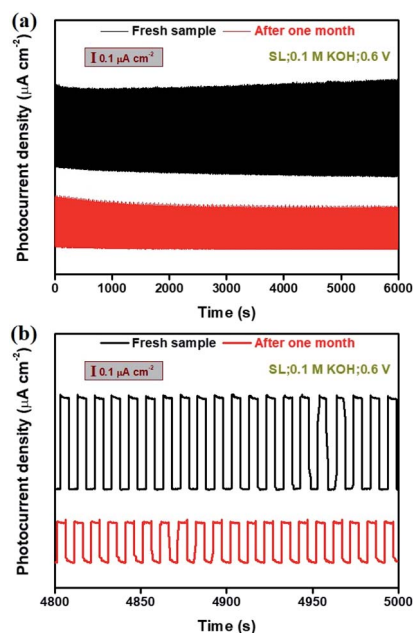 (a)
Fresh sample After one month
I 0.1 μA cm⁻² SL;0.1 M KOH;0.6 V
Photocurrent density (μA cm⁻²)
0 1000 2000 3000 4000 5000 6000
Time (s)
(b)
Fresh sample After one month
I 0.1 μA cm⁻² SL;0.1 M KOH;0.6 V
Photocurrent density (μA cm⁻²)
4800 4850 4900 4950 5000
Time (s)